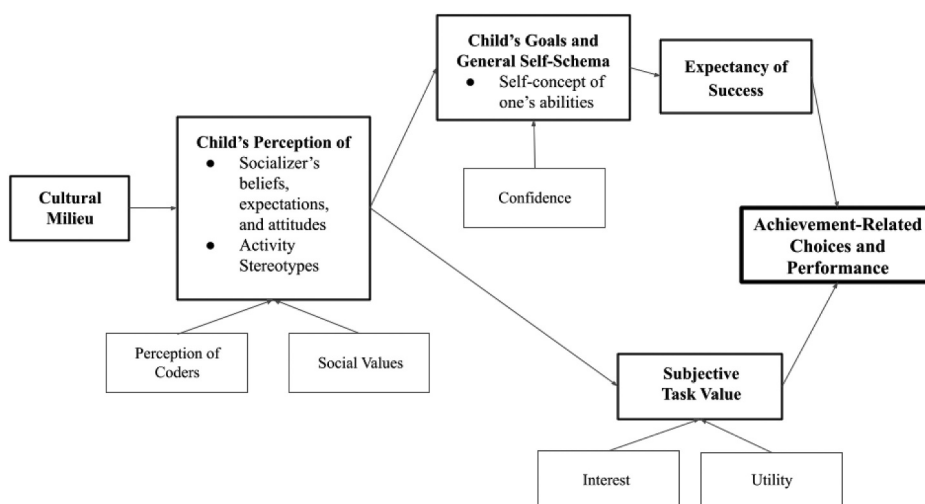 Cultural
Milieu
Child's Perception of
● Socializer's
beliefs,
expectations,
and attitudes
● Activity
Stereotypes
Perception of
Coders
Social Values
Child's Goals and
General Self-Schema
● Self-concept of
one's abilities
Confidence
Expectancy of
Success
Subjective
Task Value
Interest
Utility
Achievement-Related
Choices and
Performance